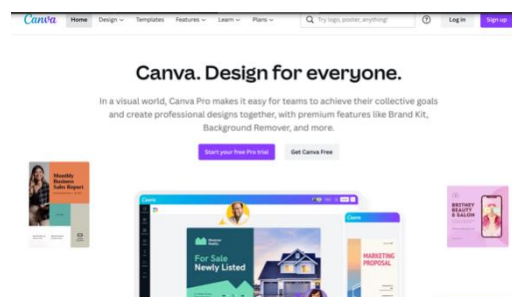 Canva Home Design Templates Features Learn Plans Try logo, poster, anything! Log in Sign up
Canva. Design for everyone.
In a visual world, Canva Pro makes it easy for teams to achieve their collective goals
and create professional designs together, with premium features like Brand Kit,
Background Remover, and more.
Start your free Pro trial Get Canva Free
Monthly
Business
Sales Report
Canva
For Sale
Newly Listed
Canva
MARKETING
PROPOSAL
BRITNEY
BEAUTY
& SALON